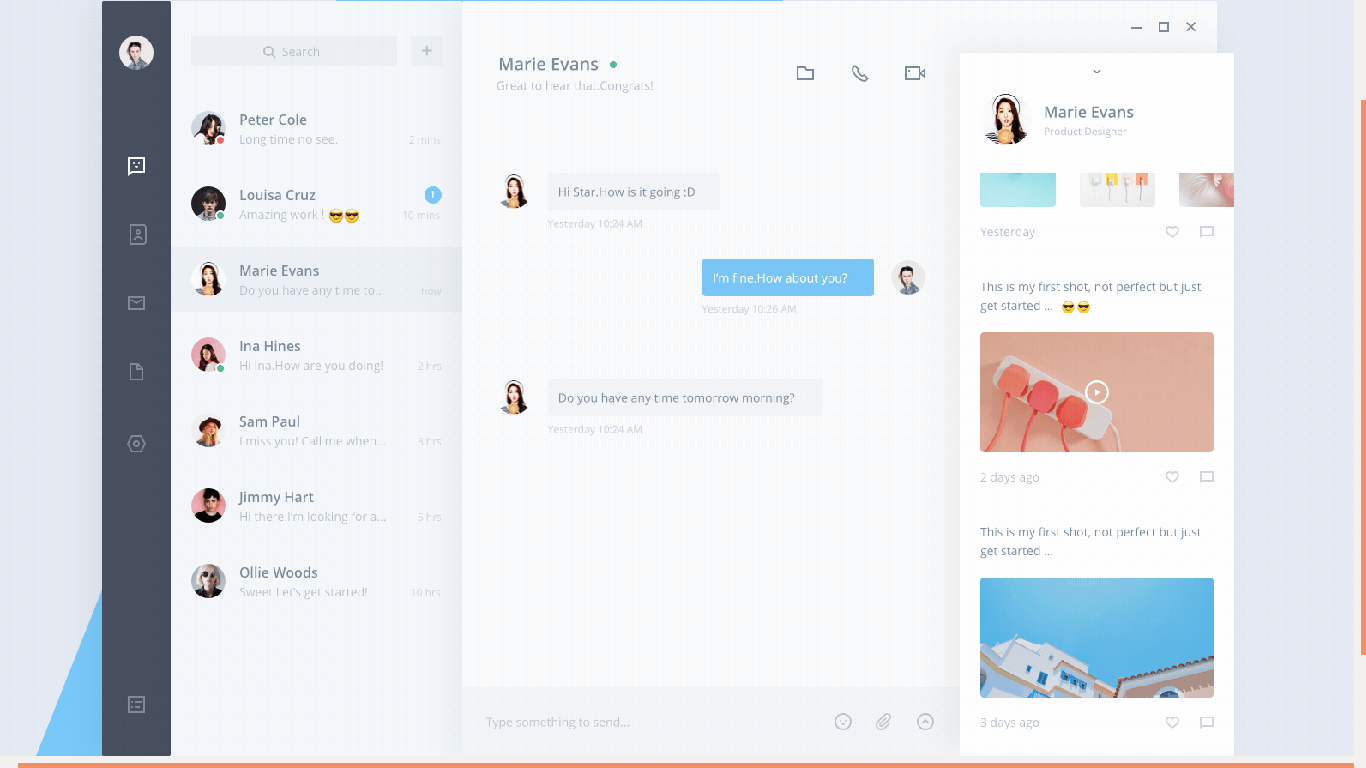 Search
+
Peter Cole
Long time no see.
2 mins
Louisa Cruz
1
Amazing work ! 😎😎
10 mins
Marie Evans
Do you have any time to..
now
Ina Hines
Hi Ina.How are you doing!
2 hrs
Sam Paul
I miss you! Call me when...
3 hrs
Jimmy Hart
Hi there.I'm looking for a...
5 hrs
Ollie Woods
Sweet Let's get started!
10 hrs
Marie Evans
Great to hear that.Congrats!
Hi Star.How is it going :D
Yesterday 10:24 AM
I'm fine.How about you?
Yesterday 10:26 AM
Do you have any time tomorrow morning?
Yesterday 10:24 AM
Type something to send...
Marie Evans
Product Designer
Yesterday
This is my first shot, not perfect but just
get started ... 😎😎
2 days ago
This is my first shot, not perfect but just
get started ...
3 days ago